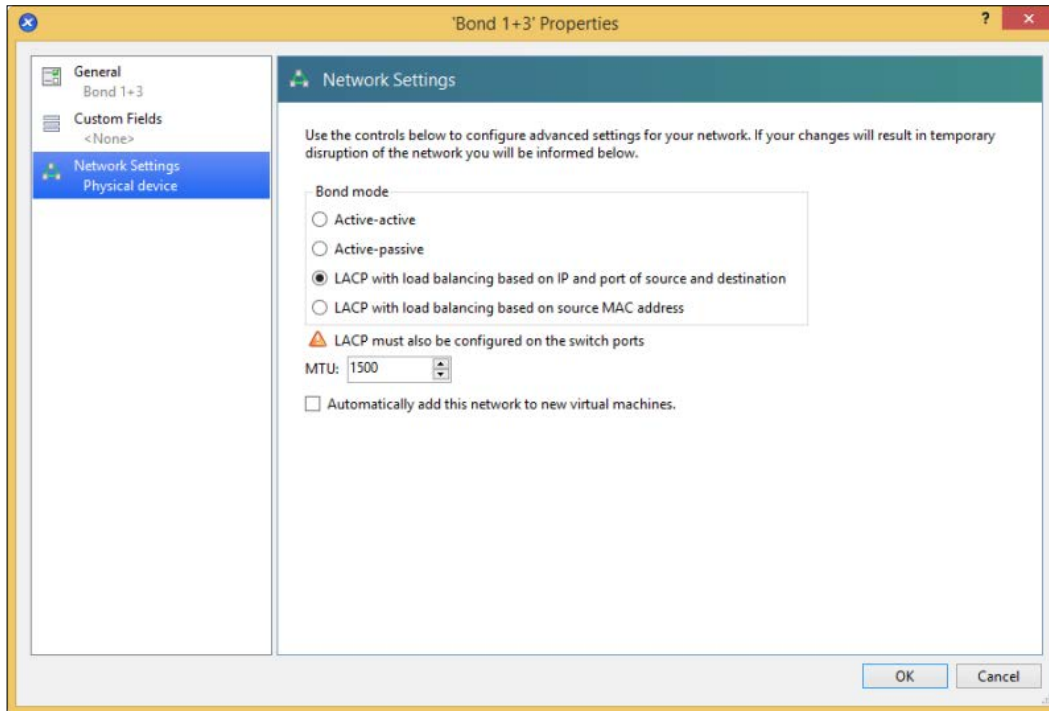 'Bond 1+3' Properties
?
General
Bond 1+3
Custom Fields
<None>
Network Settings
Physical device
Network Settings
Use the controls below to configure advanced settings for your network. If your changes will result in temporary
disruption of the network you will be informed below.
Bond mode
Active-active
Active-passive
LACP with load balancing based on IP and port of source and destination
LACP with load balancing based on source MAC address
LACP must also be configured on the switch ports
MTU: 1500
Automatically add this network to new virtual machines.
OK Cancel